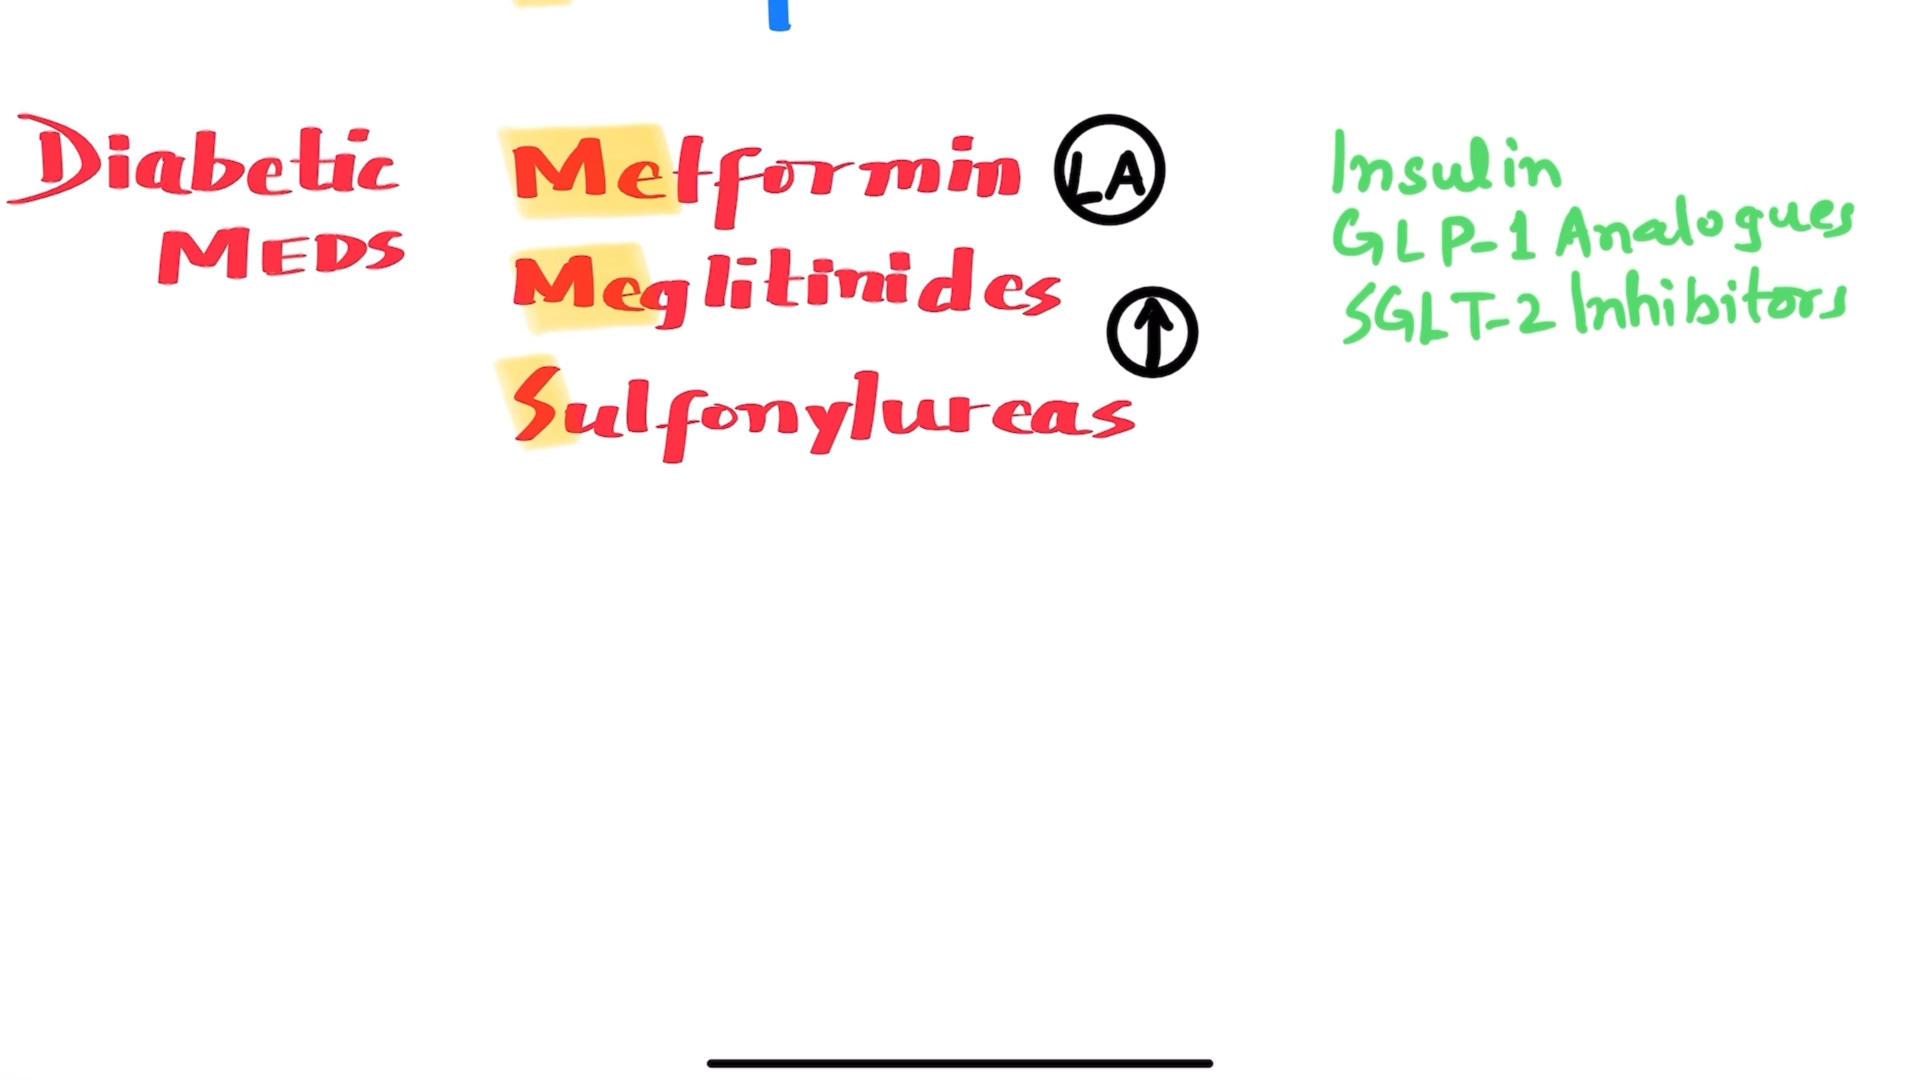 Diabetic
MEDS
Metformin LA
Meglitinides
Sulfonylureas
Insulin
GLP-1 Analogues
SGLT-2 Inhibitors